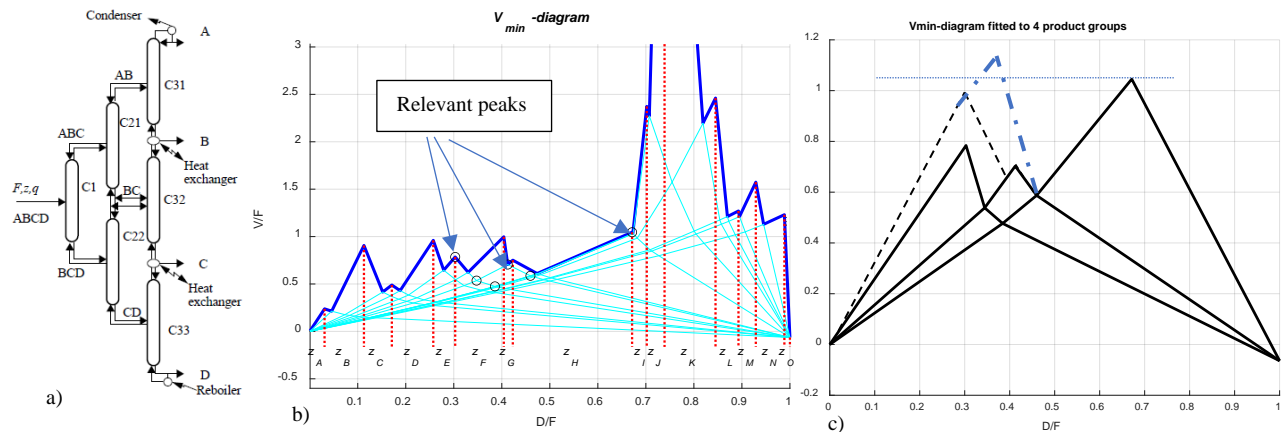 a)
Condenser
A
AB
C31
C21
ABC
B
Heat
exchanger
C1
F,z,q
BC
C32
ABCD
C22
C
BCD
Heat
exchanger
CD
C33
D
Reboiler
V min -diagram
3
2.5
2
1.5
1
0.5
0
-0.5
V/F
Relevant peaks
z A z B z C z D z E z F z G z H z I z J z K z L z M z N z O
0 0.1 0.2 0.3 0.4 0.5 0.6 0.7 0.8 0.9 1
D/F
b)
Vmin-diagram fitted to 4 product groups
1.2
1
0.8
0.6
0.4
0.2
0
-0.2
0 0.1 0.2 0.3 0.4 0.5 0.6 0.7 0.8 0.9 1
D/F
c)